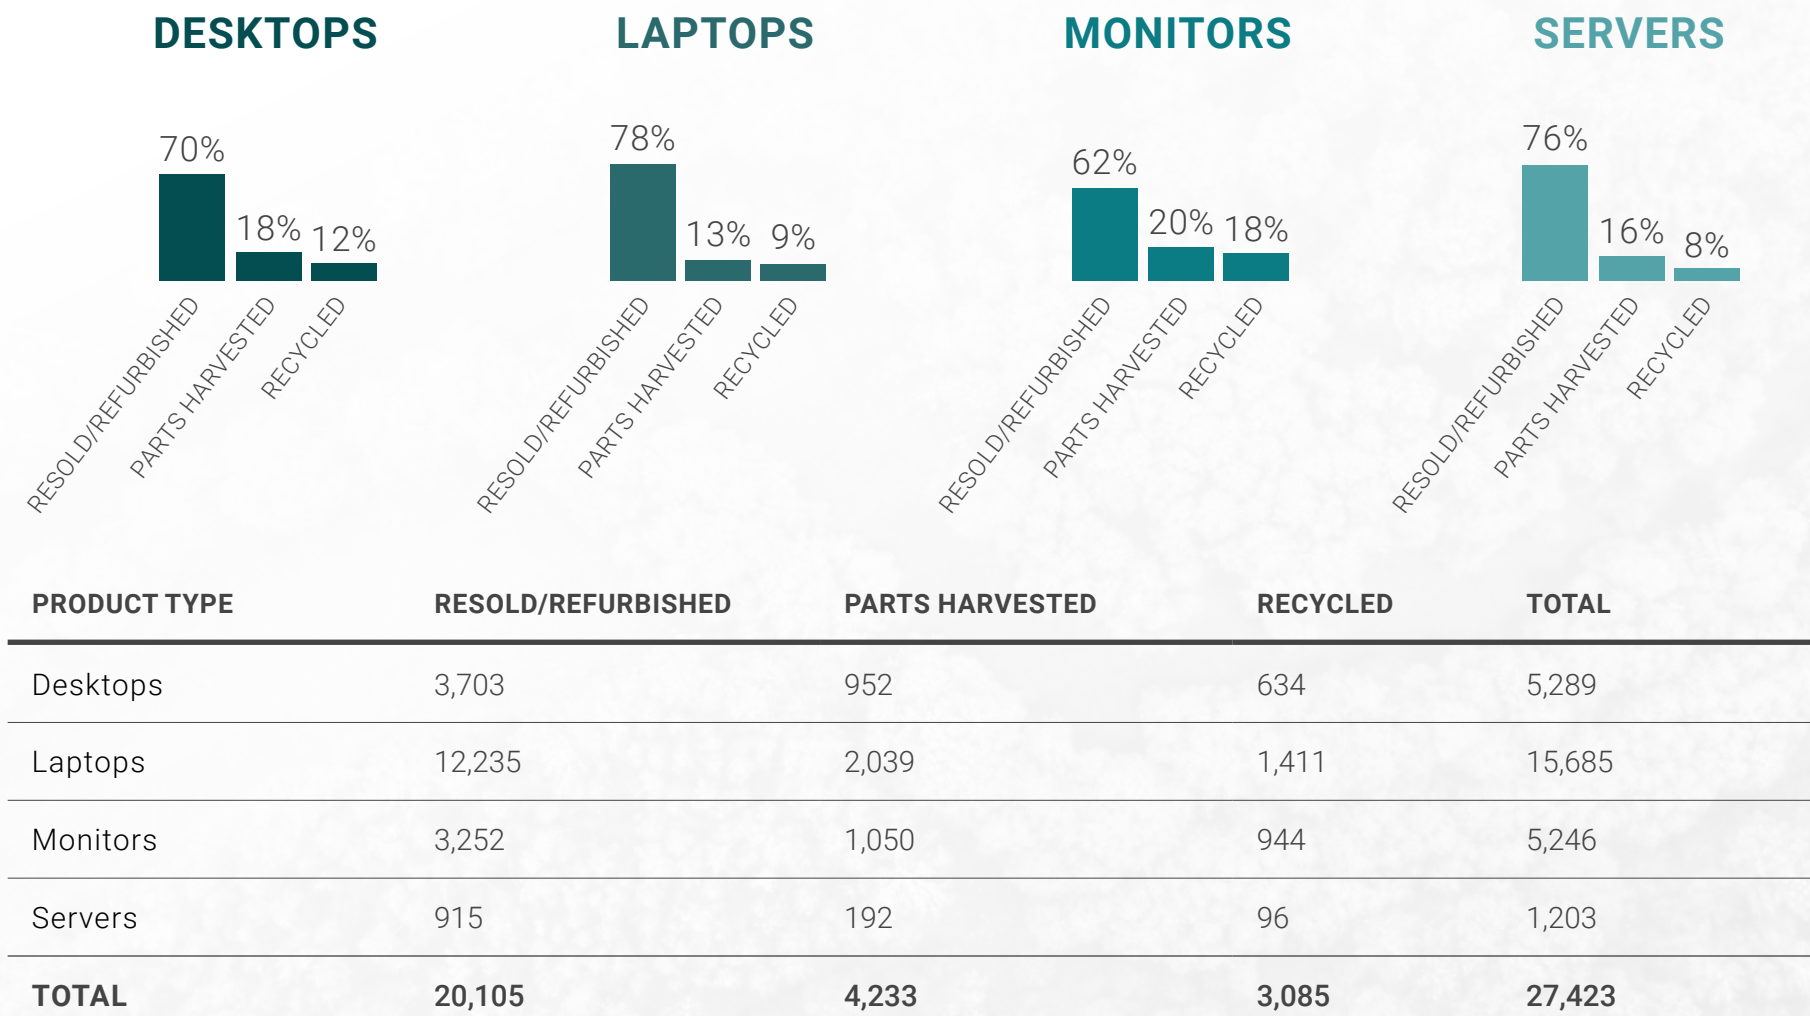 DESKTOPS LAPTOPS MONITORS SERVERS
70% 18% 12%
78% 13% 9%
62% 20% 18%
76% 16% 8%
RESOLD/REFURBISHED PARTS HARVESTED RECYCLED
RESOLD/REFURBISHED PARTS HARVESTED RECYCLED
RESOLD/REFURBISHED PARTS HARVESTED RECYCLED
RESOLD/REFURBISHED PARTS HARVESTED RECYCLED
PRODUCT TYPE RESOLD/REFURBISHED PARTS HARVESTED RECYCLED TOTAL
Desktops 3,703 952 634 5,289
Laptops 12,235 2,039 1,411 15,685
Monitors 3,252 1,050 944 5,246
Servers 915 192 96 1,203
TOTAL 20,105 4,233 3,085 27,423